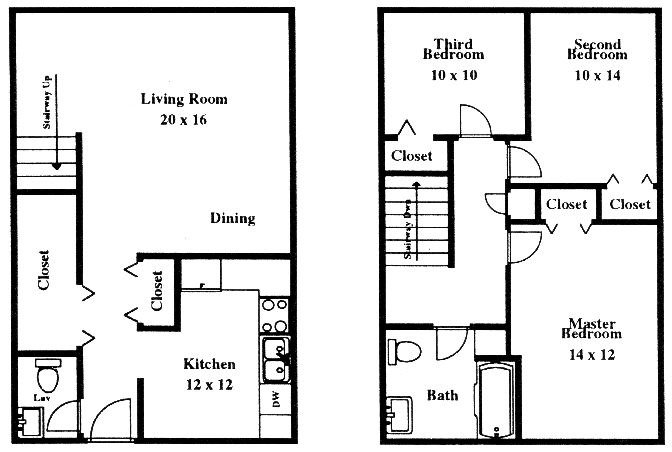 Living Room
20 x 16
Stairway Up
Dining
Closet
Closet
F
Kitchen
12 x 12
DW
Lav
Third
Bedroom
10 x 10
Second
Bedroom
10 x 14
Closet
Closet
Closet
Stairway Dwn
Master
Bedroom
14 x 12
Bath